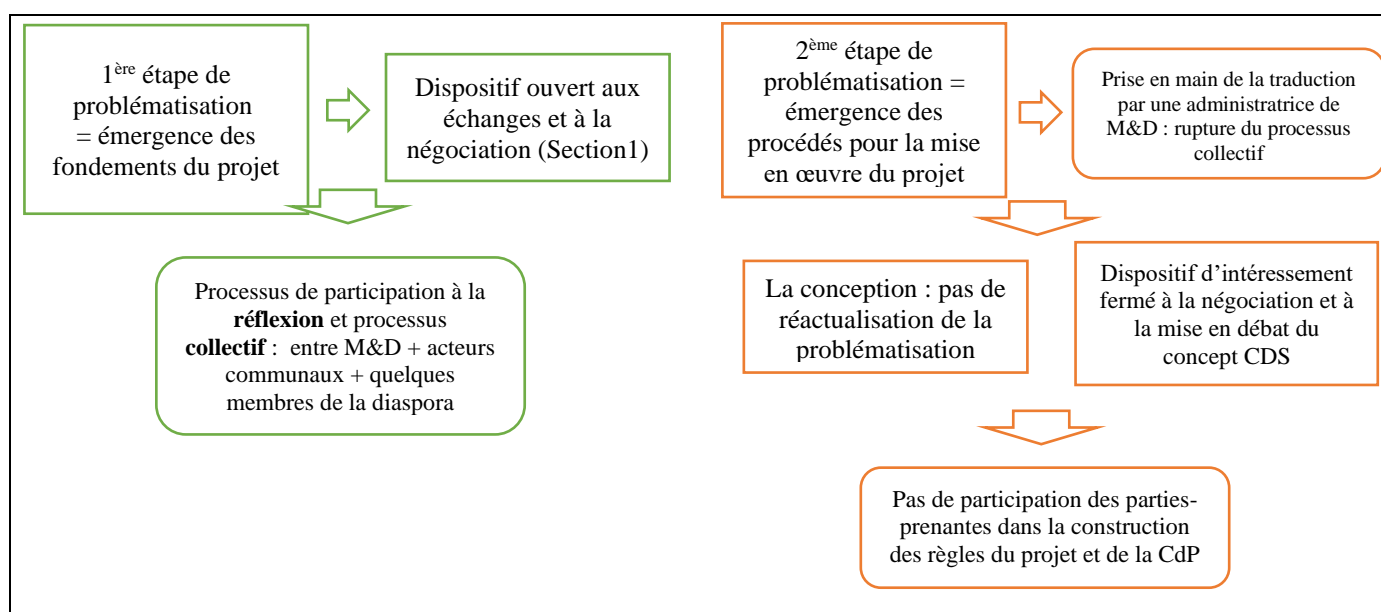 1ère étape de
problématisation
= émergence des
fondements du projet
Dispositif ouvert aux
échanges et à la
négociation (Section1)
Processus de participation à la
réflexion et processus
collectif : entre M&D + acteurs
communaux + quelques
membres de la diaspora
2ème étape de
problématisation =
émergence des
procédés pour la mise
en œuvre du projet
Prise en main de la traduction
par une administratrice de
M&D : rupture du processus
collectif
La conception : pas de
réactualisation de la
problématisation
Dispositif d'intéressement
fermé à la négociation et à
la mise en débat du
concept CDS
Pas de participation des parties-
prenantes dans la construction
des règles du projet et de la CdP